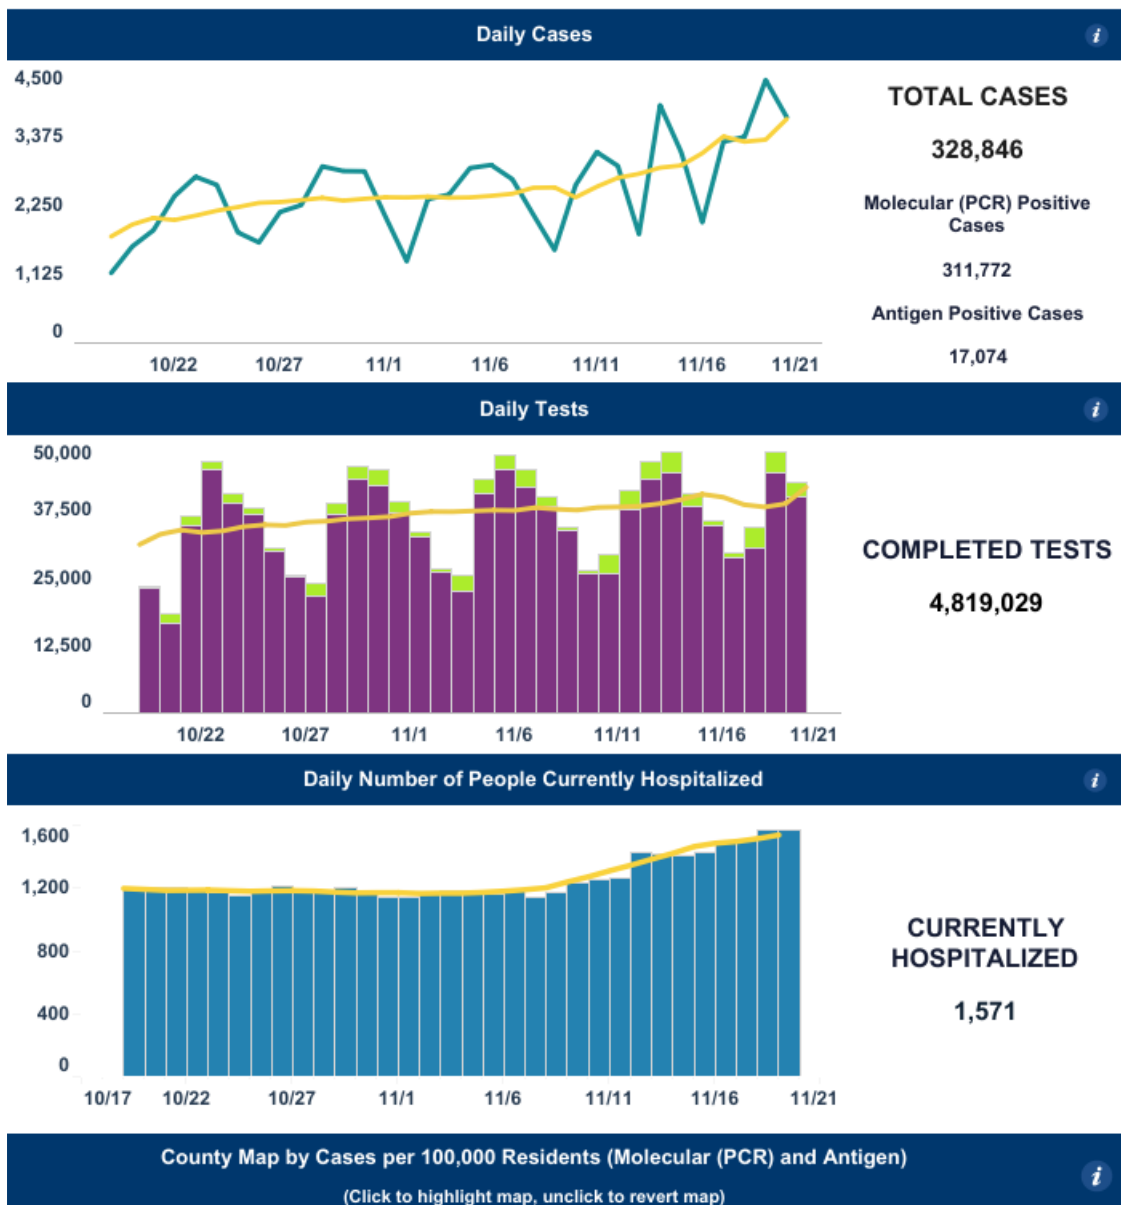 Daily Cases
i
4,500
3,375
2,250
1,125
0
10/22 10/27 11/1 11/6 11/11 11/16 11/21
TOTAL CASES
328,846
Molecular (PCR) Positive
Cases
311,772
Antigen Positive Cases
17,074
Daily Tests
i
50,000
37,500
25,000
12,500
0
10/22 10/27 11/1 11/6 11/11 11/16 11/21
COMPLETED TESTS
4,819,029
Daily Number of People Currently Hospitalized
i
1,600
1,200
800
400
0
10/17 10/22 10/27 11/1 11/6 11/11 11/16 11/21
CURRENTLY
HOSPITALIZED
1,571
County Map by Cases per 100,000 Residents (Molecular (PCR) and Antigen)
i
(Click to highlight map, unclick to revert map)